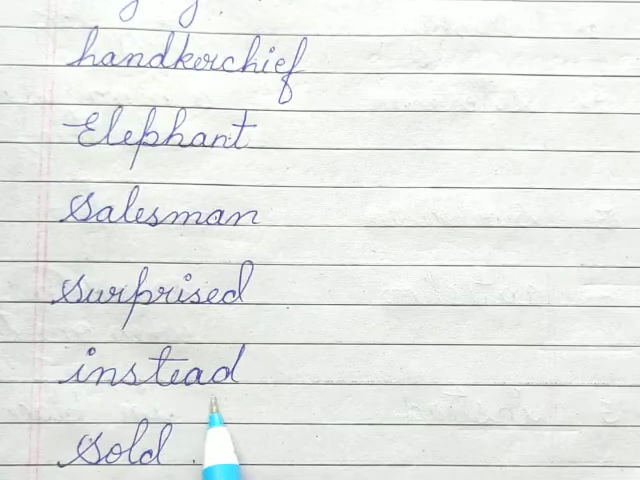 handkerchief
Elephant
Salesman
Surprised
instead
Sold